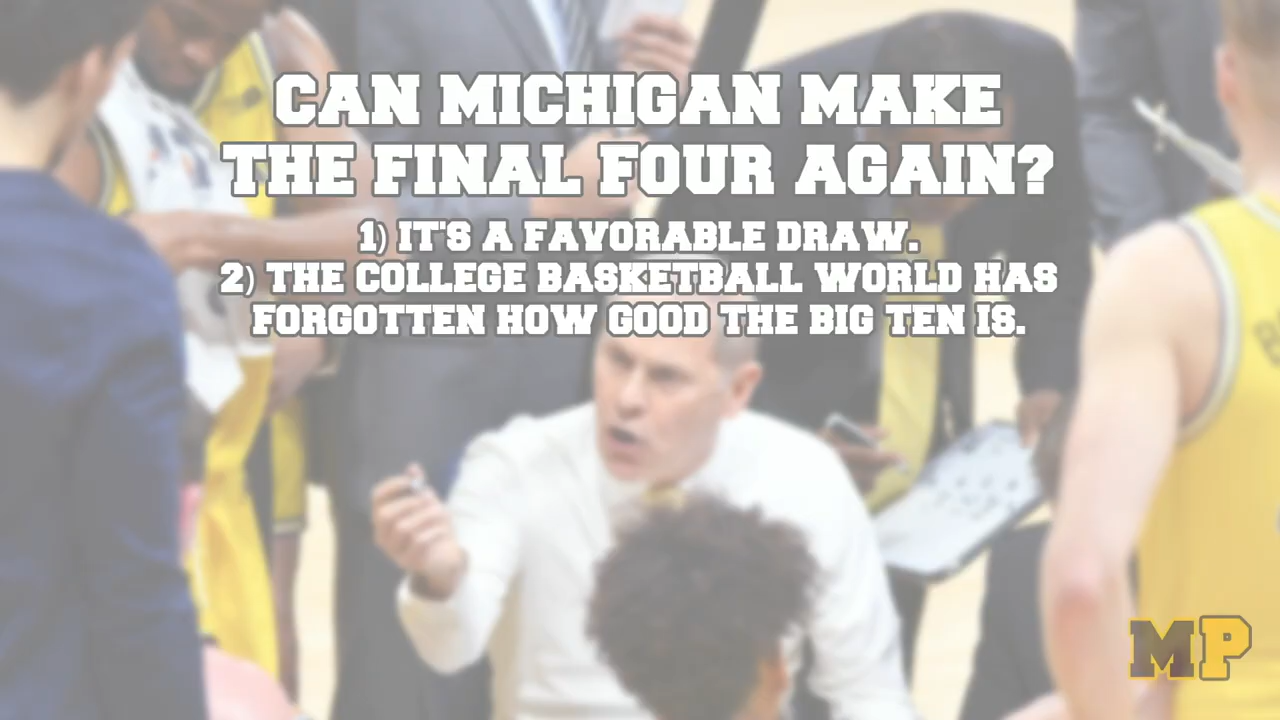 CAN MICHIGAN MAKE
THE FINAL FOUR AGAIN?
1) IT'S A FAVORABLE DRAW.
2) THE COLLEGE BASKETBALL WORLD HAS
FORGOTTEN HOW GOOD THE BIG TEN IS.
MP